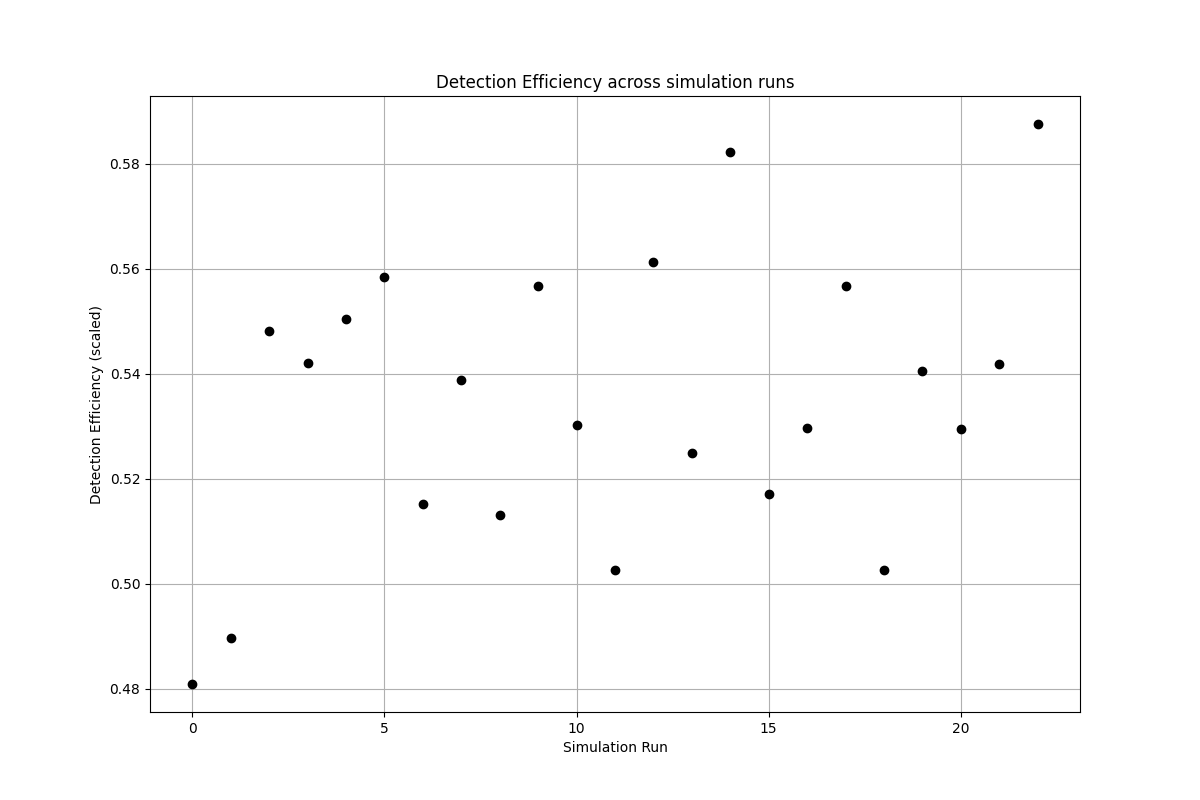 Detection Efficiency across simulation runs
Detection Efficiency (scaled)
0.58
0.56
0.54
0.52
0.50
0.48
0 5 10 15 20
Simulation Run